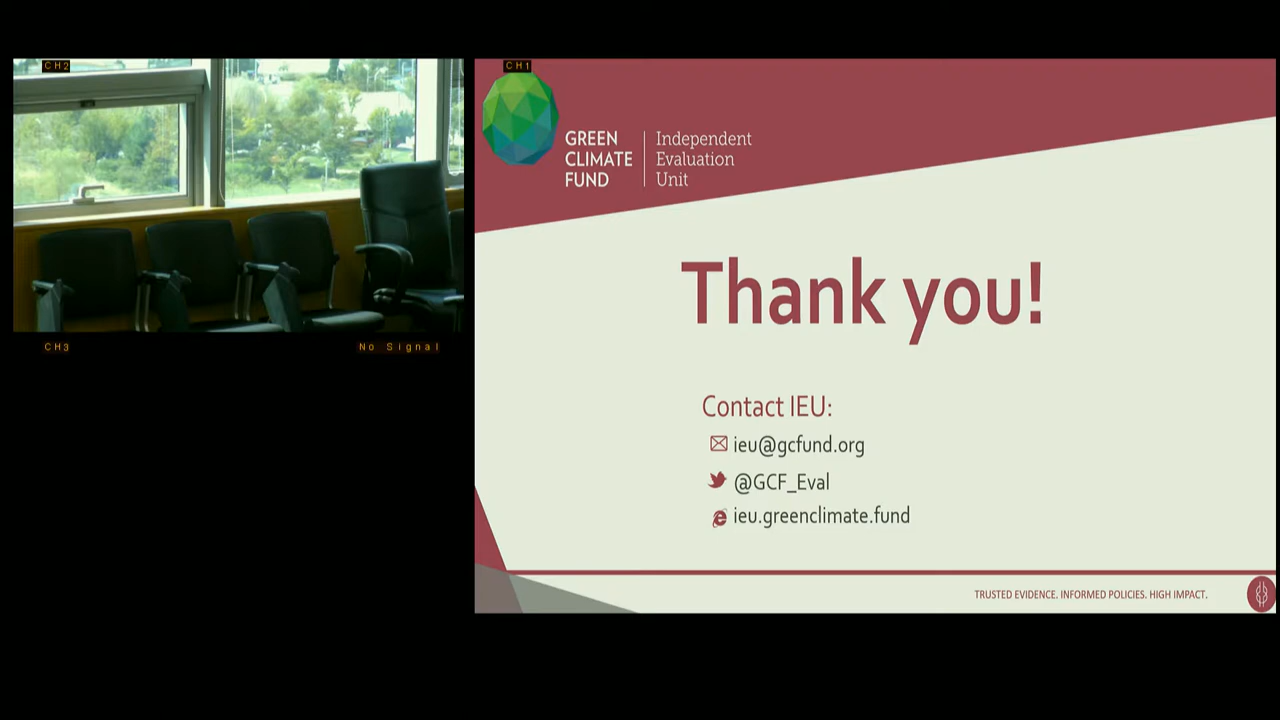 CH2
CH1
GREEN
CLIMATE
FUND
Independent
Evaluation
Unit
Thank you!
Contact IEU:
ieu@gcfund.org
@GCF_Eval
ieu.greenclimate.fund
CH3
No Signal
TRUSTED EVIDENCE. INFORMED POLICIES. HIGH IMPACT.